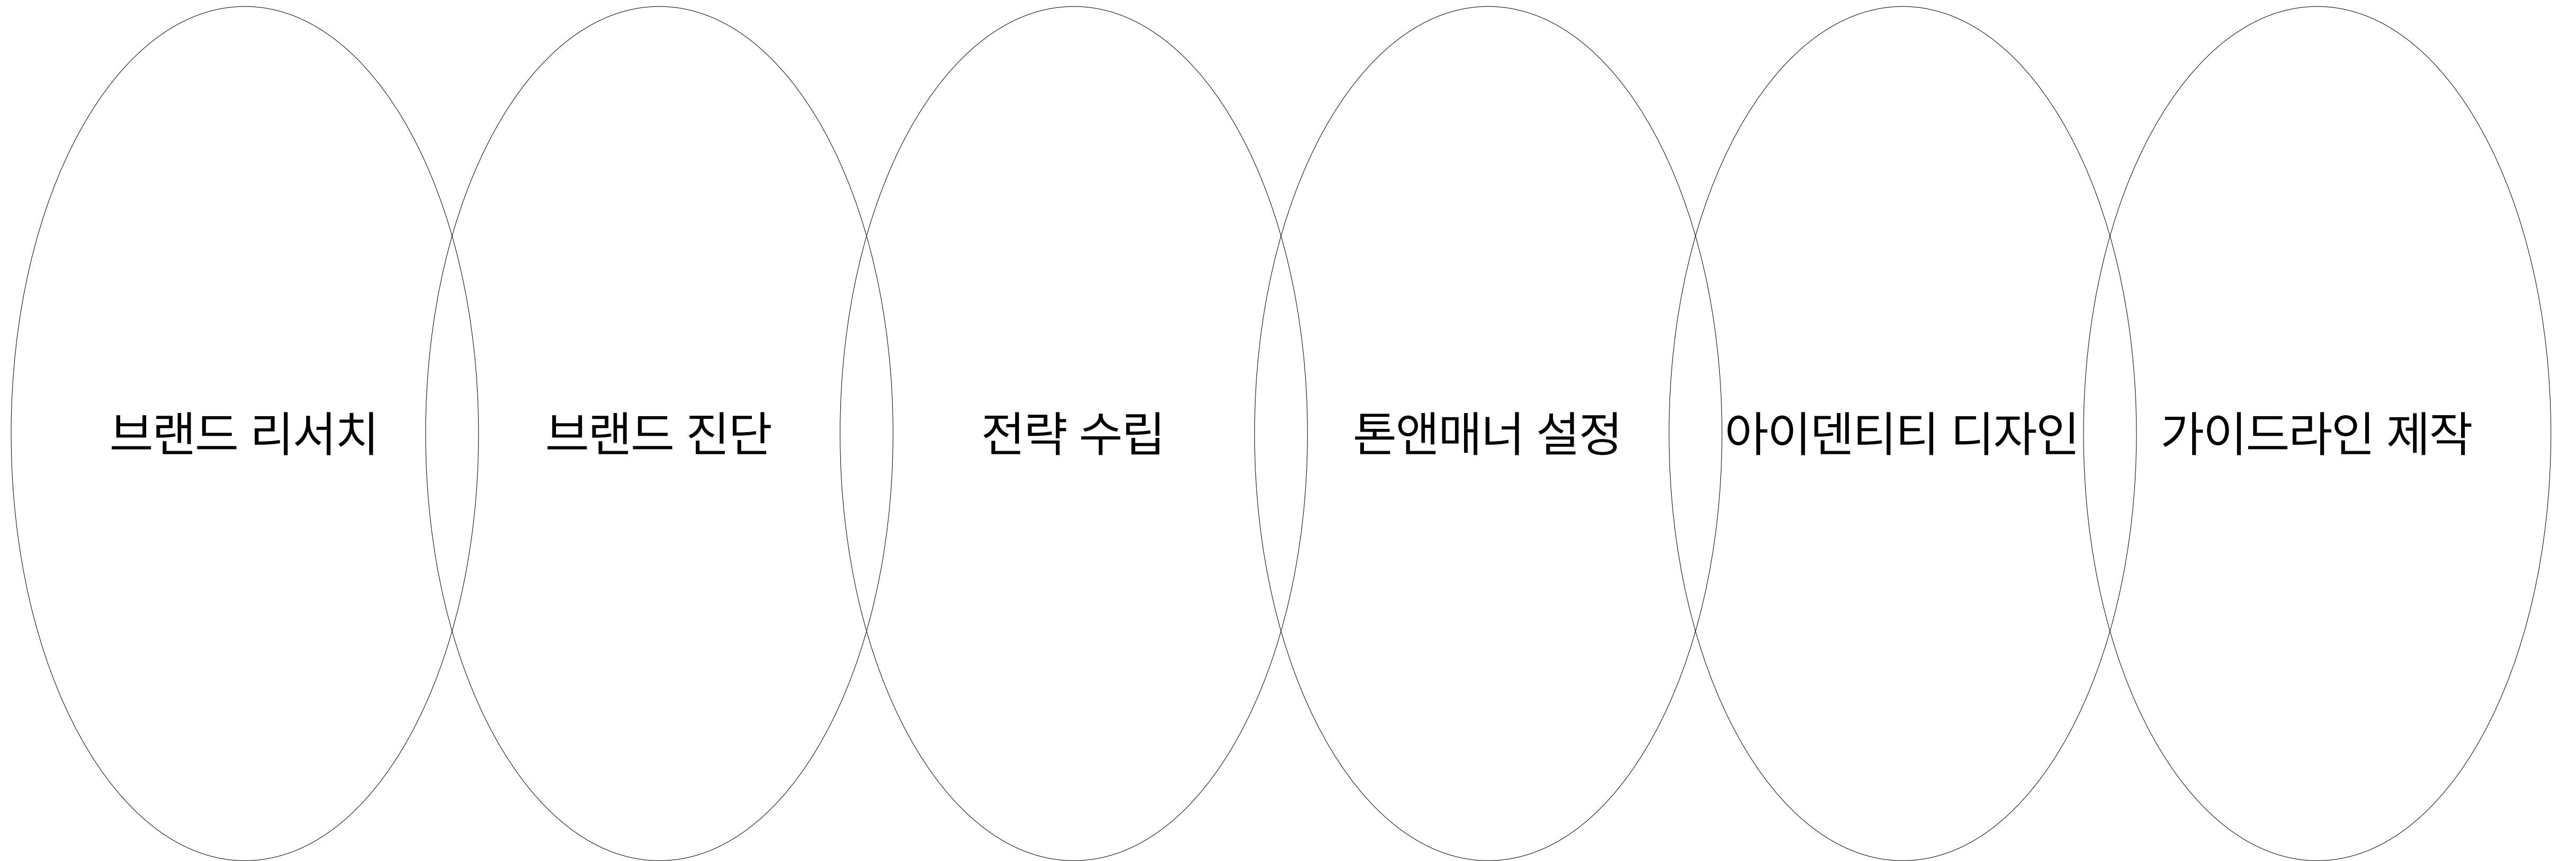 브랜드 리서치
브랜드 진단
전략 수립
톤앤매너 설정
아이덴티티 디자인
가이드라인 제작